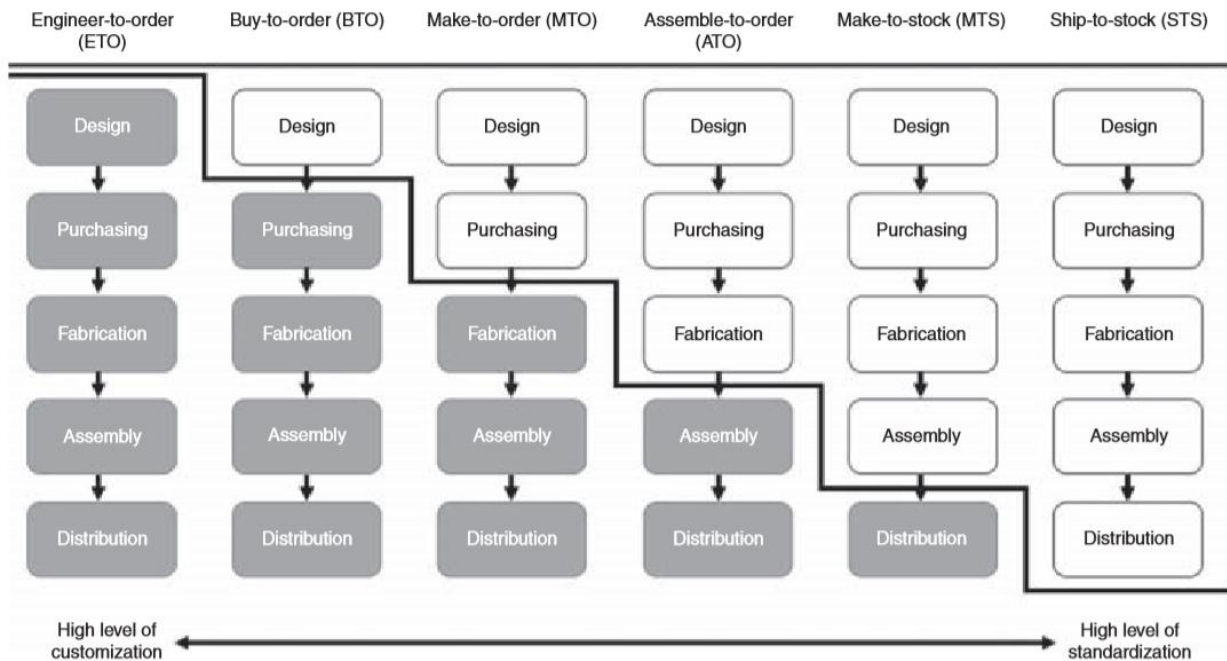 Engineer-to-order
(ETO)
Buy-to-order (BTO)
Make-to-order (MTO)
Assemble-to-order
(ATO)
Make-to-stock (MTS)
Ship-to-stock (STS)
Design
Design
Design
Design
Design
Design
Purchasing
Purchasing
Purchasing
Purchasing
Purchasing
Purchasing
Fabrication
Fabrication
Fabrication
Fabrication
Fabrication
Fabrication
Assembly
Assembly
Assembly
Assembly
Assembly
Assembly
Distribution
Distribution
Distribution
Distribution
Distribution
Distribution
High level of
customization
High level of
standardization